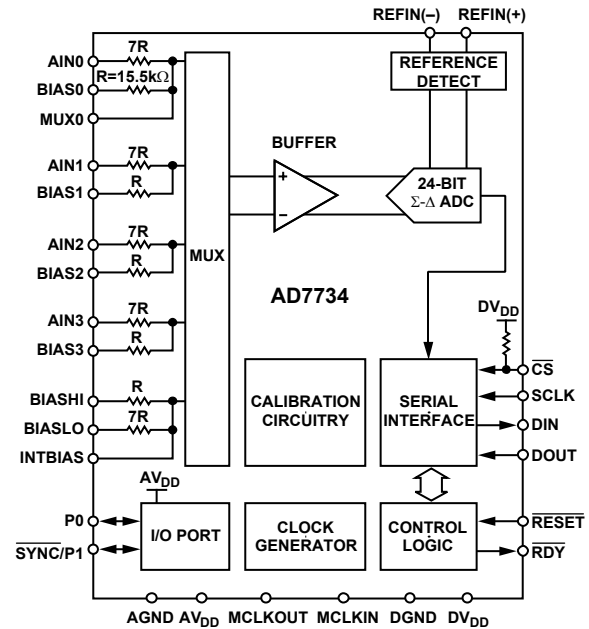 REFIN(–) REFIN(+)
AIN0 7R
R=15.5kΩ
BIAS0
MUX0
REFERENCE
DETECT
AIN1 7R
BIAS1 R
BUFFER
+
–
24-BIT
Σ-Δ ADC
AIN2 7R
BIAS2 R
MUX
AD7734
AIN3 7R
BIAS3 R
DVDD
CS
BIASHI R
BIASLO 7R
INTBIAS
CALIBRATION
CIRCUITRY
SERIAL
INTERFACE
SCLK
DIN
DOUT
AVDD
P0
SYNC/P1
I/O PORT
CLOCK
GENERATOR
CONTROL
LOGIC
RESET
RDY
AGND AVDD MCLKOUT MCLKIN DGND DVDD